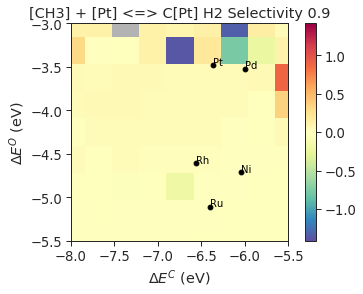 [CH3] + [Pt] <=> C[Pt] H2 Selectivity 0.9
−3.0
−3.5
−4.0
−4.5
−5.0
−5.5
ΔE^O (eV)
Pt
Pd
Rh
Ni
Ru
−8.0 −7.5 −7.0 −6.5 −6.0 −5.5
ΔE^C (eV)
1.0
0.5
0.0
−0.5
−1.0